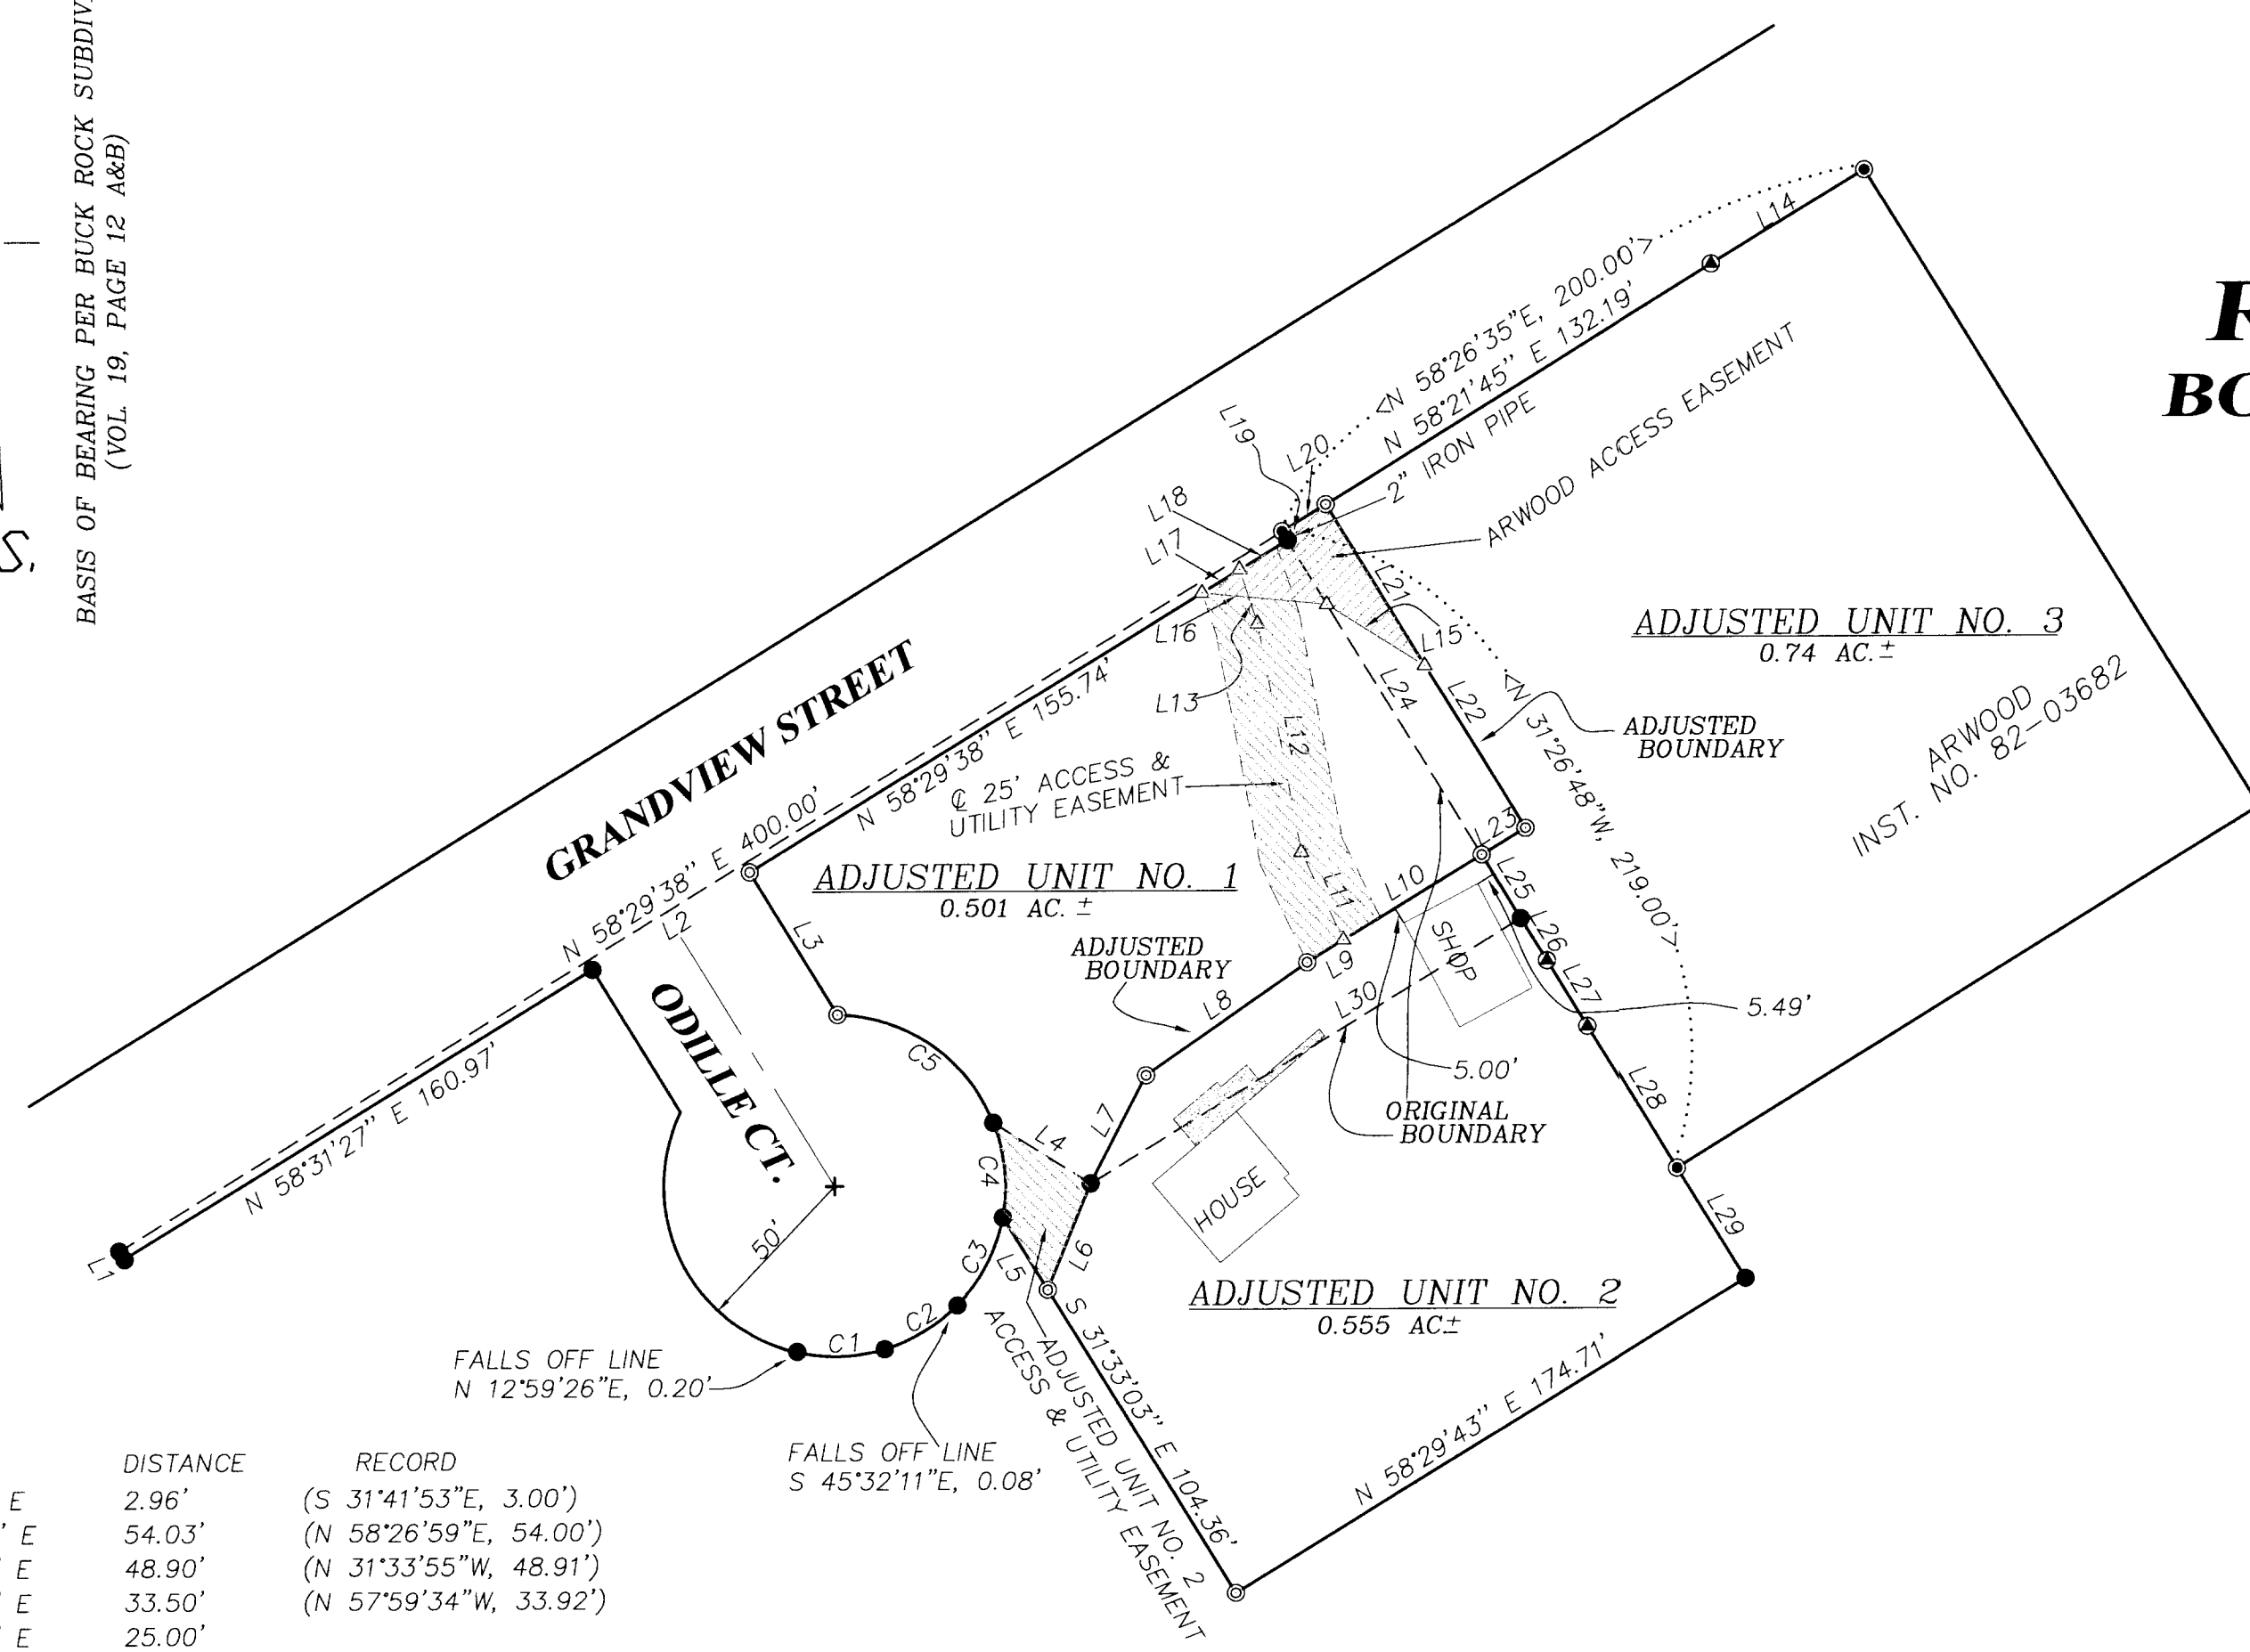 BASIS OF BEARING PER BUCK ROCK SUBDIV
(VOL. 19, PAGE 12 A&B)
S.
R
BO
L14
<N 58°26'35"E, 200.00'>
N 58°21'45" E 132.19'
2" IRON PIPE
ARWOOD ACCESS EASEMENT
L19
L20
L18
L17
L16
L13
L21
L15
L22
L24
L12
ADJUSTED UNIT NO. 3
0.74 AC.±
ADJUSTED
BOUNDARY
ARWOOD
INST. NO. 82-03682
<N 31°26'48"W, 219.00'>
GRANDVIEW STREET
N 58°29'38" E 155.74'
N 58°29'38" E 400.00'
L2
L3
℄ 25' ACCESS &
UTILITY EASEMENT
ADJUSTED UNIT NO. 1
0.501 AC. ±
ADJUSTED
BOUNDARY
L23
L10
L11
L9
L8
L25
L26
L27
L28
L29
SHOP
L30
5.49'
5.00'
ORIGINAL
BOUNDARY
ODILLE CT.
C5
L4
L7
C4
L6
L5
C3
C2
C1
50'
HOUSE
N 58°31'27" E 160.97'
L1
ADJUSTED UNIT NO. 2
0.555 AC±
FALLS OFF LINE
N 12°59'26"E, 0.20'
FALLS OFF LINE
S 45°32'11"E, 0.08'
S 31°33'03" E 104.36'
ADJUSTED UNIT NO. 2
ACCESS & UTILITY EASEMENT
N 58°29'43" E 174.71'
DISTANCE RECORD
E 2.96' (S 31°41'53"E, 3.00')
' E 54.03' (N 58°26'59"E, 54.00')
' E 48.90' (N 31°33'55"W, 48.91')
' E 33.50' (N 57°59'34"W, 33.92')
' E 25.00'